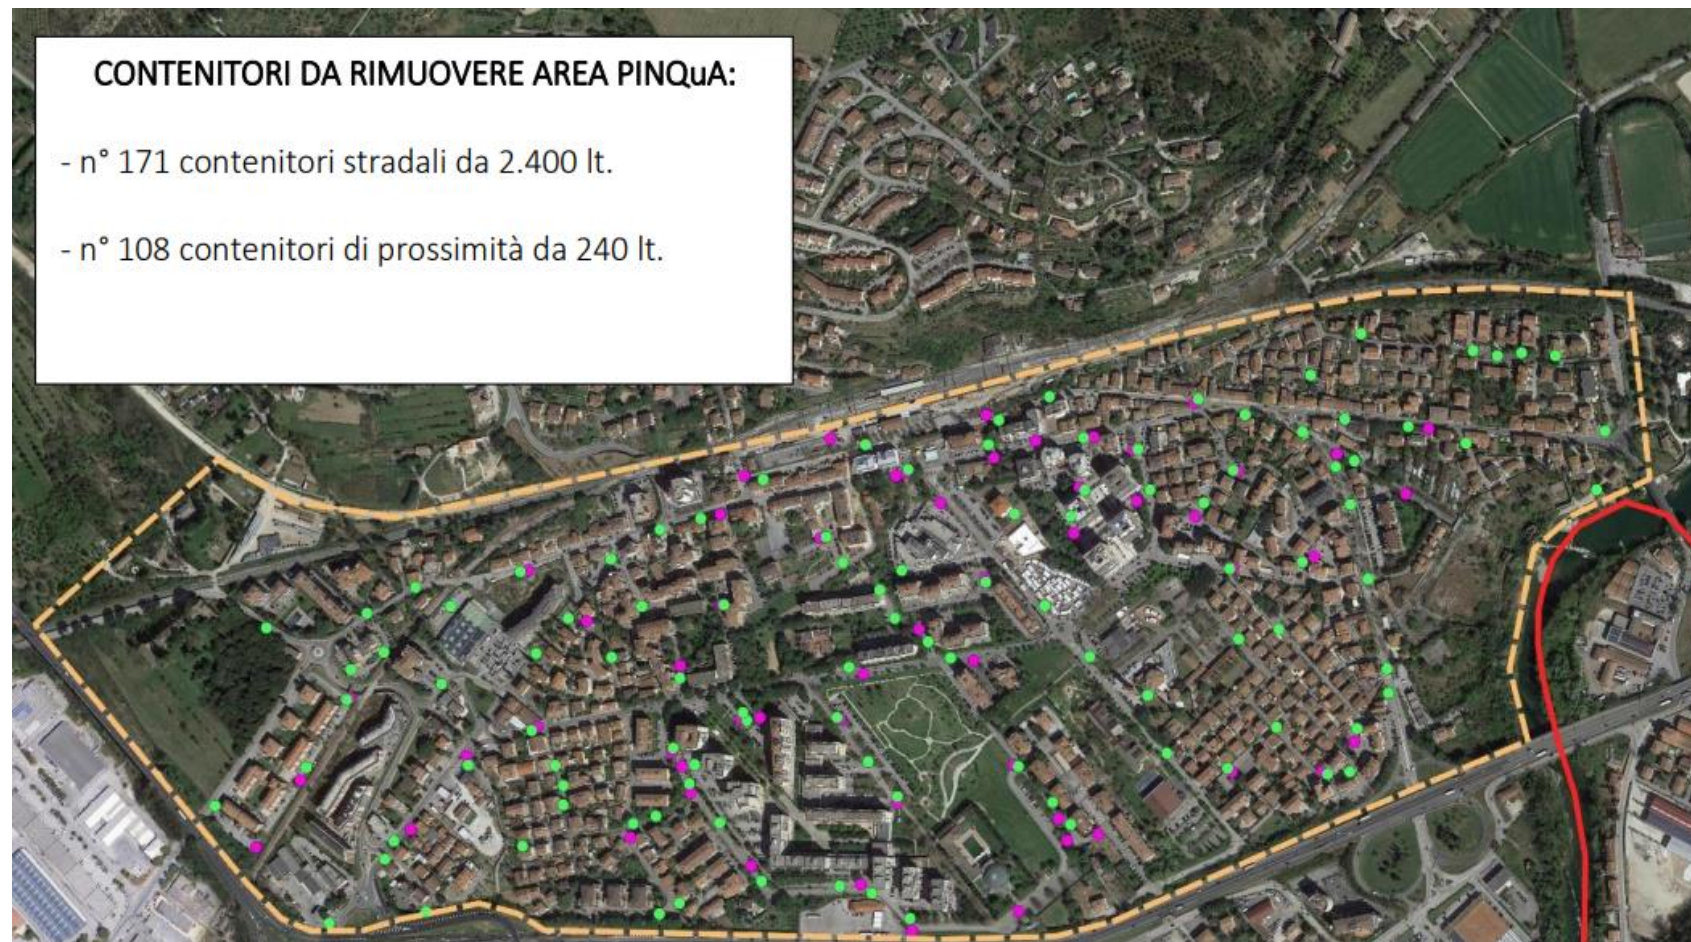 CONTENITORI DA RIMUOVERE AREA PINQuA:
- n° 171 contenitori stradali da 2.400 lt.
- n° 108 contenitori di prossimità da 240 lt.